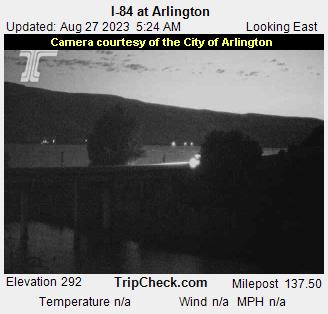 I-84 at Arlington
Updated: Aug 27 2023 5:24 AM Looking East
Camera courtesy of the City of Arlington
Elevation 292 TripCheck.com Milepost 137.50
Temperature n/a Wind n/a MPH n/a